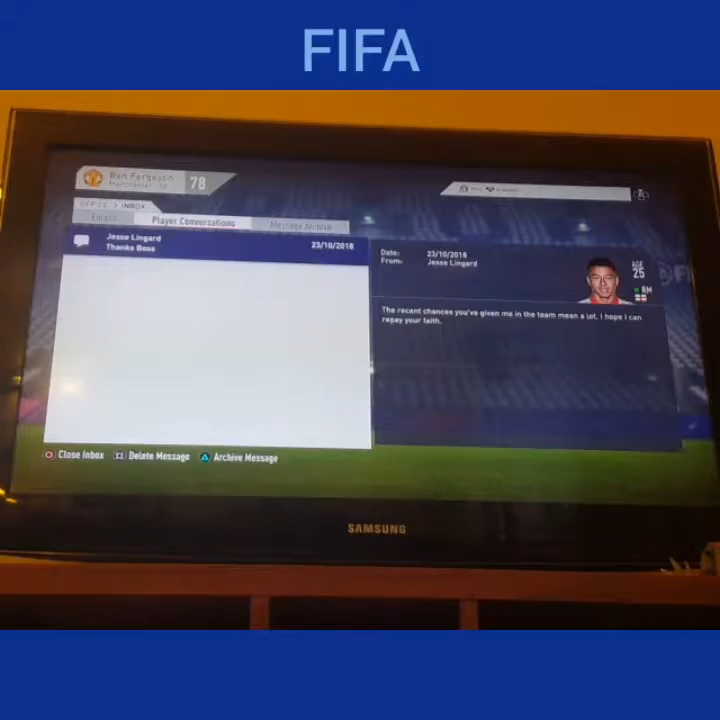 FIFA
Ben Ferguson
78
OFFICE > INBOX
Player Conversations
Message Archive
Jesse Lingard
Thanks Boss
23/10/2018
Date: 23/10/2018
From: Jesse Lingard
AGE
25
RM
The recent chances you've given me in the team mean a lot. I hope I can
repay your faith.
Close Inbox Delete Message Archive Message
SAMSUNG